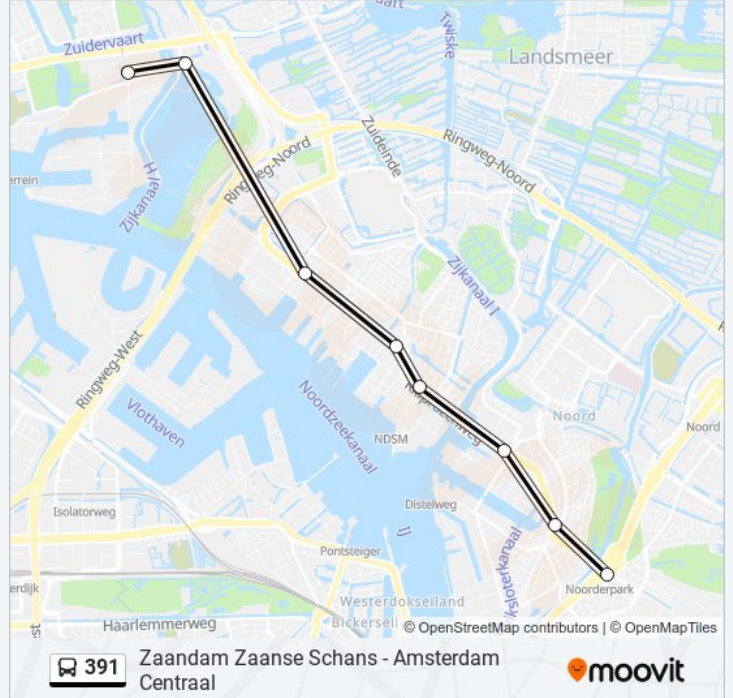 Zuidervaart
Twiske
Landsmeer
Zuideinde
Ringweg-Noord
Ringweg-Noord
Zijkanaal H
Zijkanaal I
Ringweg-West
Vlothaven
Noordzeekanaal
Noord
Noord
NDSM
Isolatorweg
Distelweg
IJ
Pontsteiger
Noorderpark
Westerdokseiland
Haarlemmerweg
© OpenStreetMap contributors | © OpenMapTiles
391
Zaandam Zaanse Schans - Amsterdam
Centraal
moovit